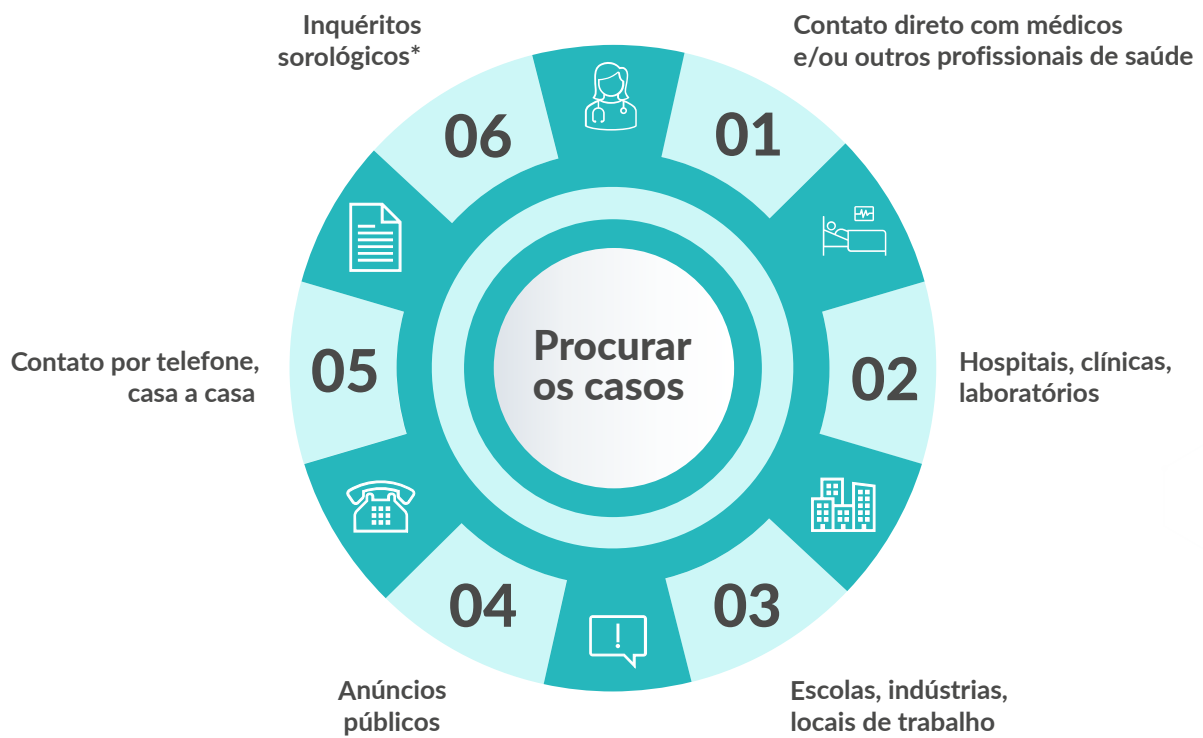 Procurar
os casos
01
Contato direto com médicos
e/ou outros profissionais de saúde
02
Hospitais, clínicas,
laboratórios
03
Escolas, indústrias,
locais de trabalho
04
Anúncios
públicos
05
Contato por telefone,
casa a casa
06
Inquéritos
sorológicos*
!